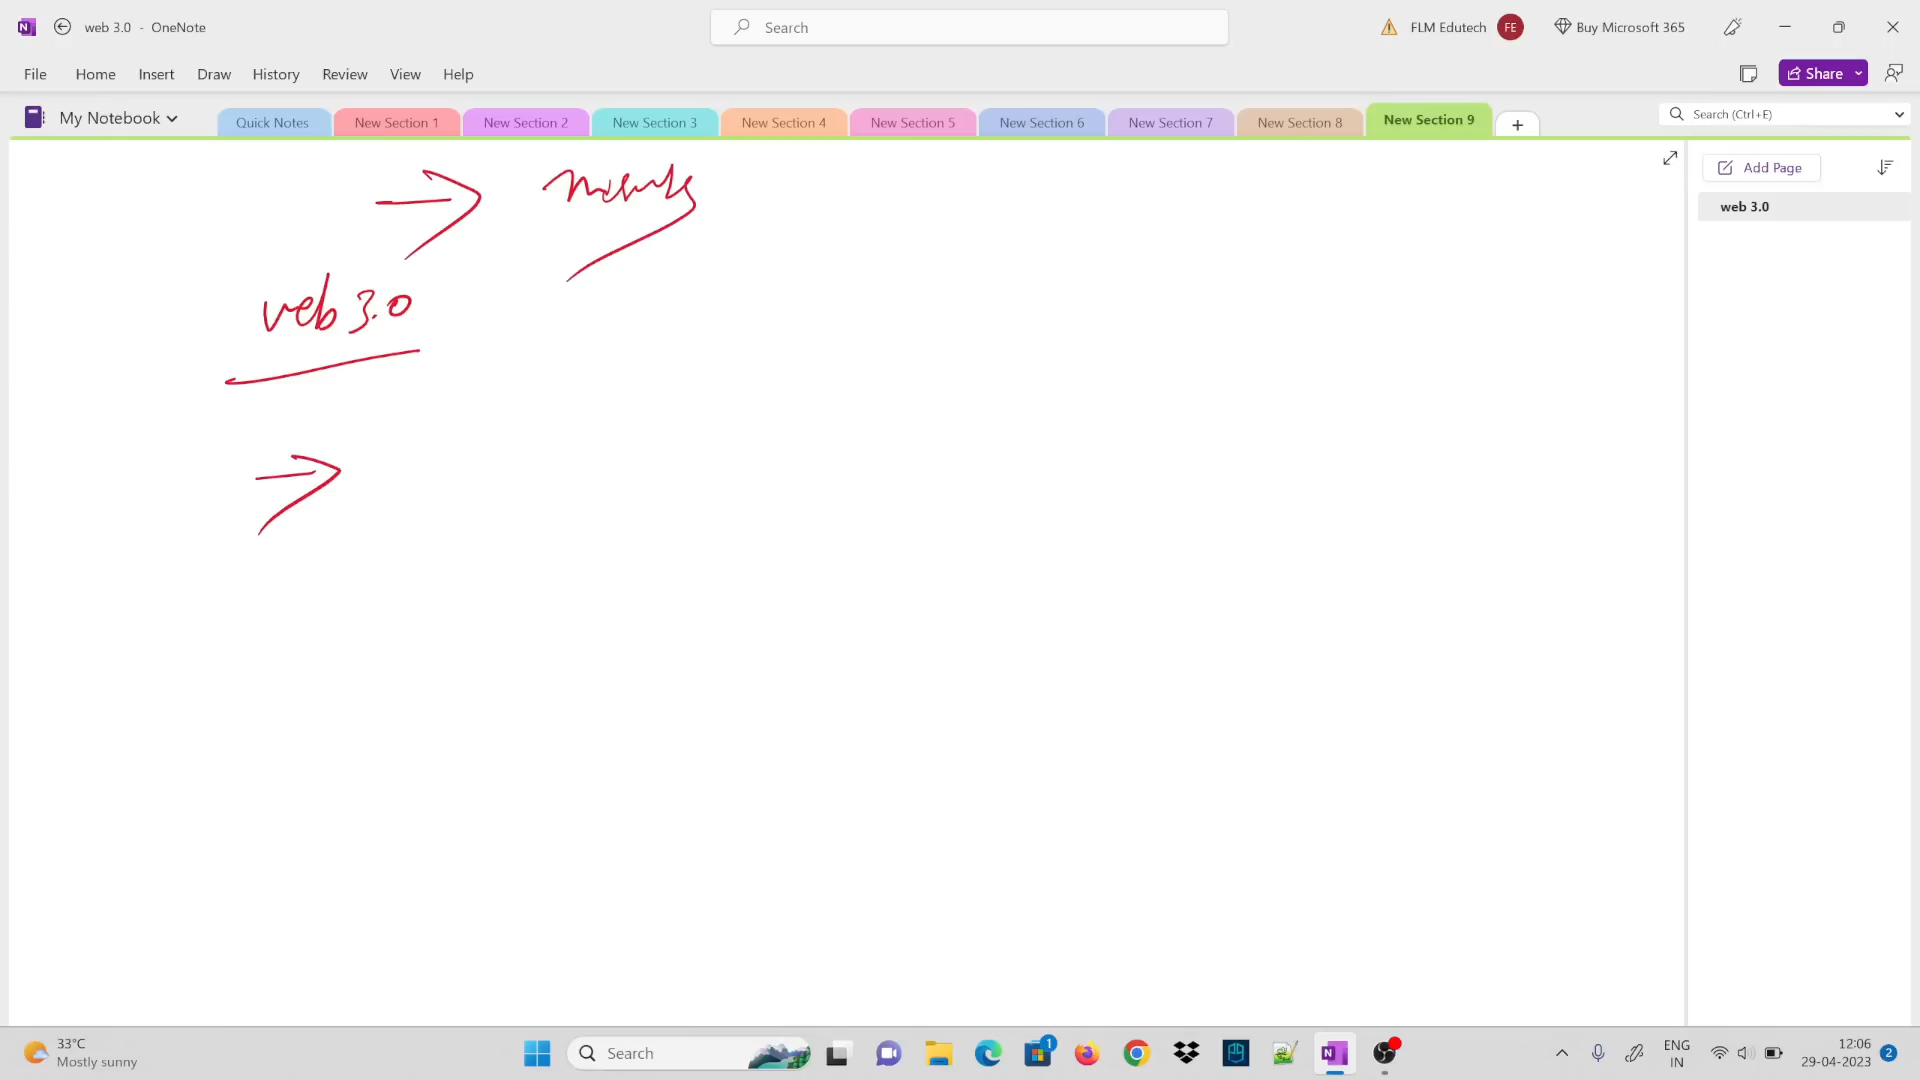 web 3.0 - OneNote
Search
FLM Edutech FE
Buy Microsoft 365
File Home Insert Draw History Review View Help
Share
My Notebook
Quick Notes New Section 1 New Section 2 New Section 3 New Section 4 New Section 5 New Section 6 New Section 7 New Section 8 New Section 9 +
Search (Ctrl+E)
Add Page
web 3.0
web 3.0
33°C
Mostly sunny
Search
1
ENG
IN
12:06
29-04-2023
2